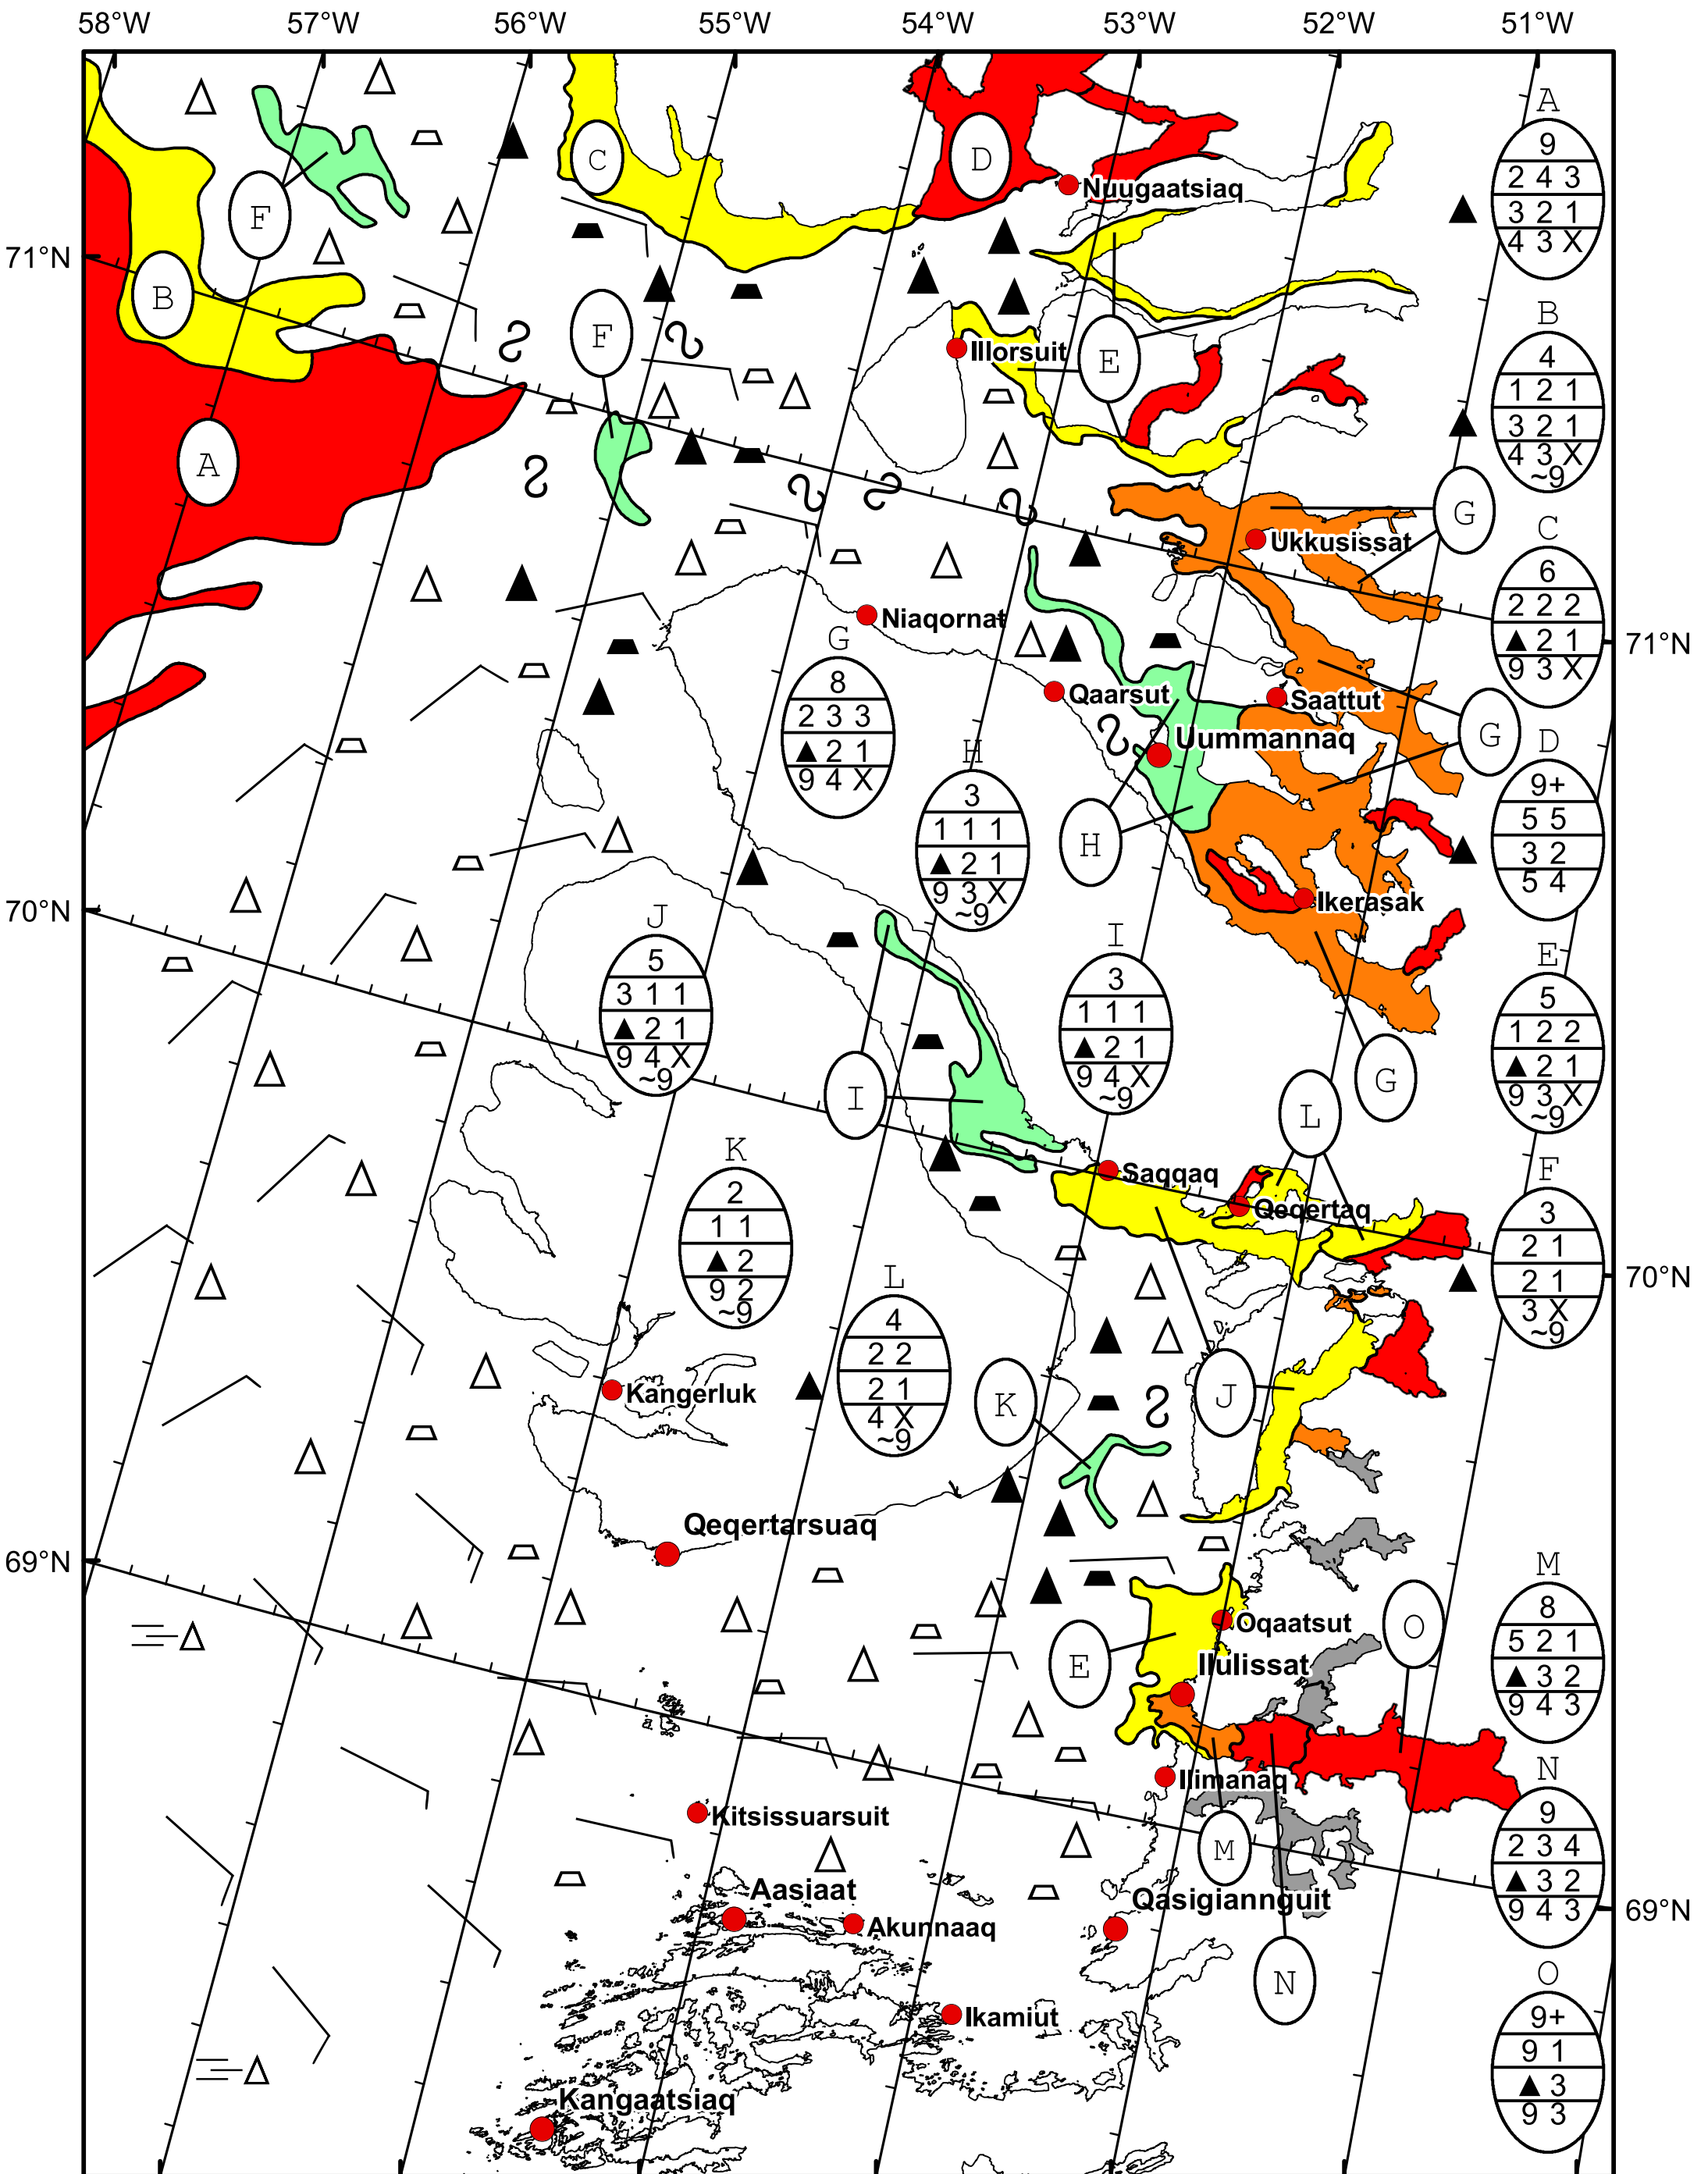 58°W 57°W 56°W 55°W 54°W 53°W 52°W 51°W
A
9
2 4 3
3 2 1
4 3 X
C
D
Nuugaatsiaq
F
71°N
B
B
4
1 2 1
3 2 1
4 3 X
~9
F
Illorsuit
E
A
G
Ukkusissat
C
6
2 2 2
▲ 2 1
9 3 X
Niaqornat
71°N
G
8
2 3 3
▲ 2 1
9 4 X
Qaarsut
Saattut
Uummannaq
G
D
9+
5 5
3 2
5 4
H
3
1 1 1
▲ 2 1
9 3 X
~9
H
Ikerasak
70°N
J
5
3 1 1
▲ 2 1
9 4 X
~9
I
3
1 1 1
▲ 2 1
9 4 X
~9
E
5
1 2 2
▲ 2 1
9 3 X
~9
I
G
L
K
2
1 1
▲ 2
9 2
~9
Saqqaq
Qeqertaq
F
3
2 1
2 1
3 X
~9
70°N
L
4
2 2
2 1
4 X
~9
Kangerluk
K
J
Qeqertarsuaq
69°N
M
8
5 2 1
▲ 3 2
9 4 3
E
Oqaatsut
O
Ilulissat
Ilimanaq
N
9
2 3 4
▲ 3 2
9 4 3
Kitsissuarsuit
M
Aasiaat
Qasigiannguit
Akunnaaq
69°N
N
O
9+
9 1
▲ 3
9 3
Ikamiut
Kangaatsiaq